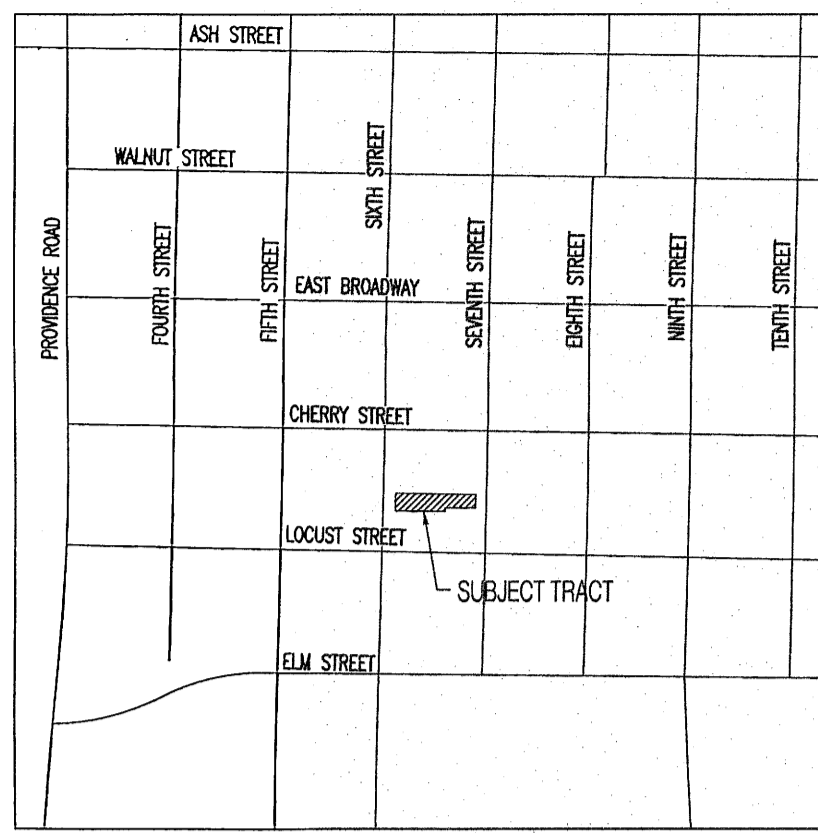 ASH STREET
WALNUT STREET
SIXTH STREET
PROVIDENCE ROAD
FOURTH STREET
FIFTH STREET
EAST BROADWAY
SEVENTH STREET
EIGHTH STREET
NINTH STREET
TENTH STREET
CHERRY STREET
LOCUST STREET
SUBJECT TRACT
ELM STREET